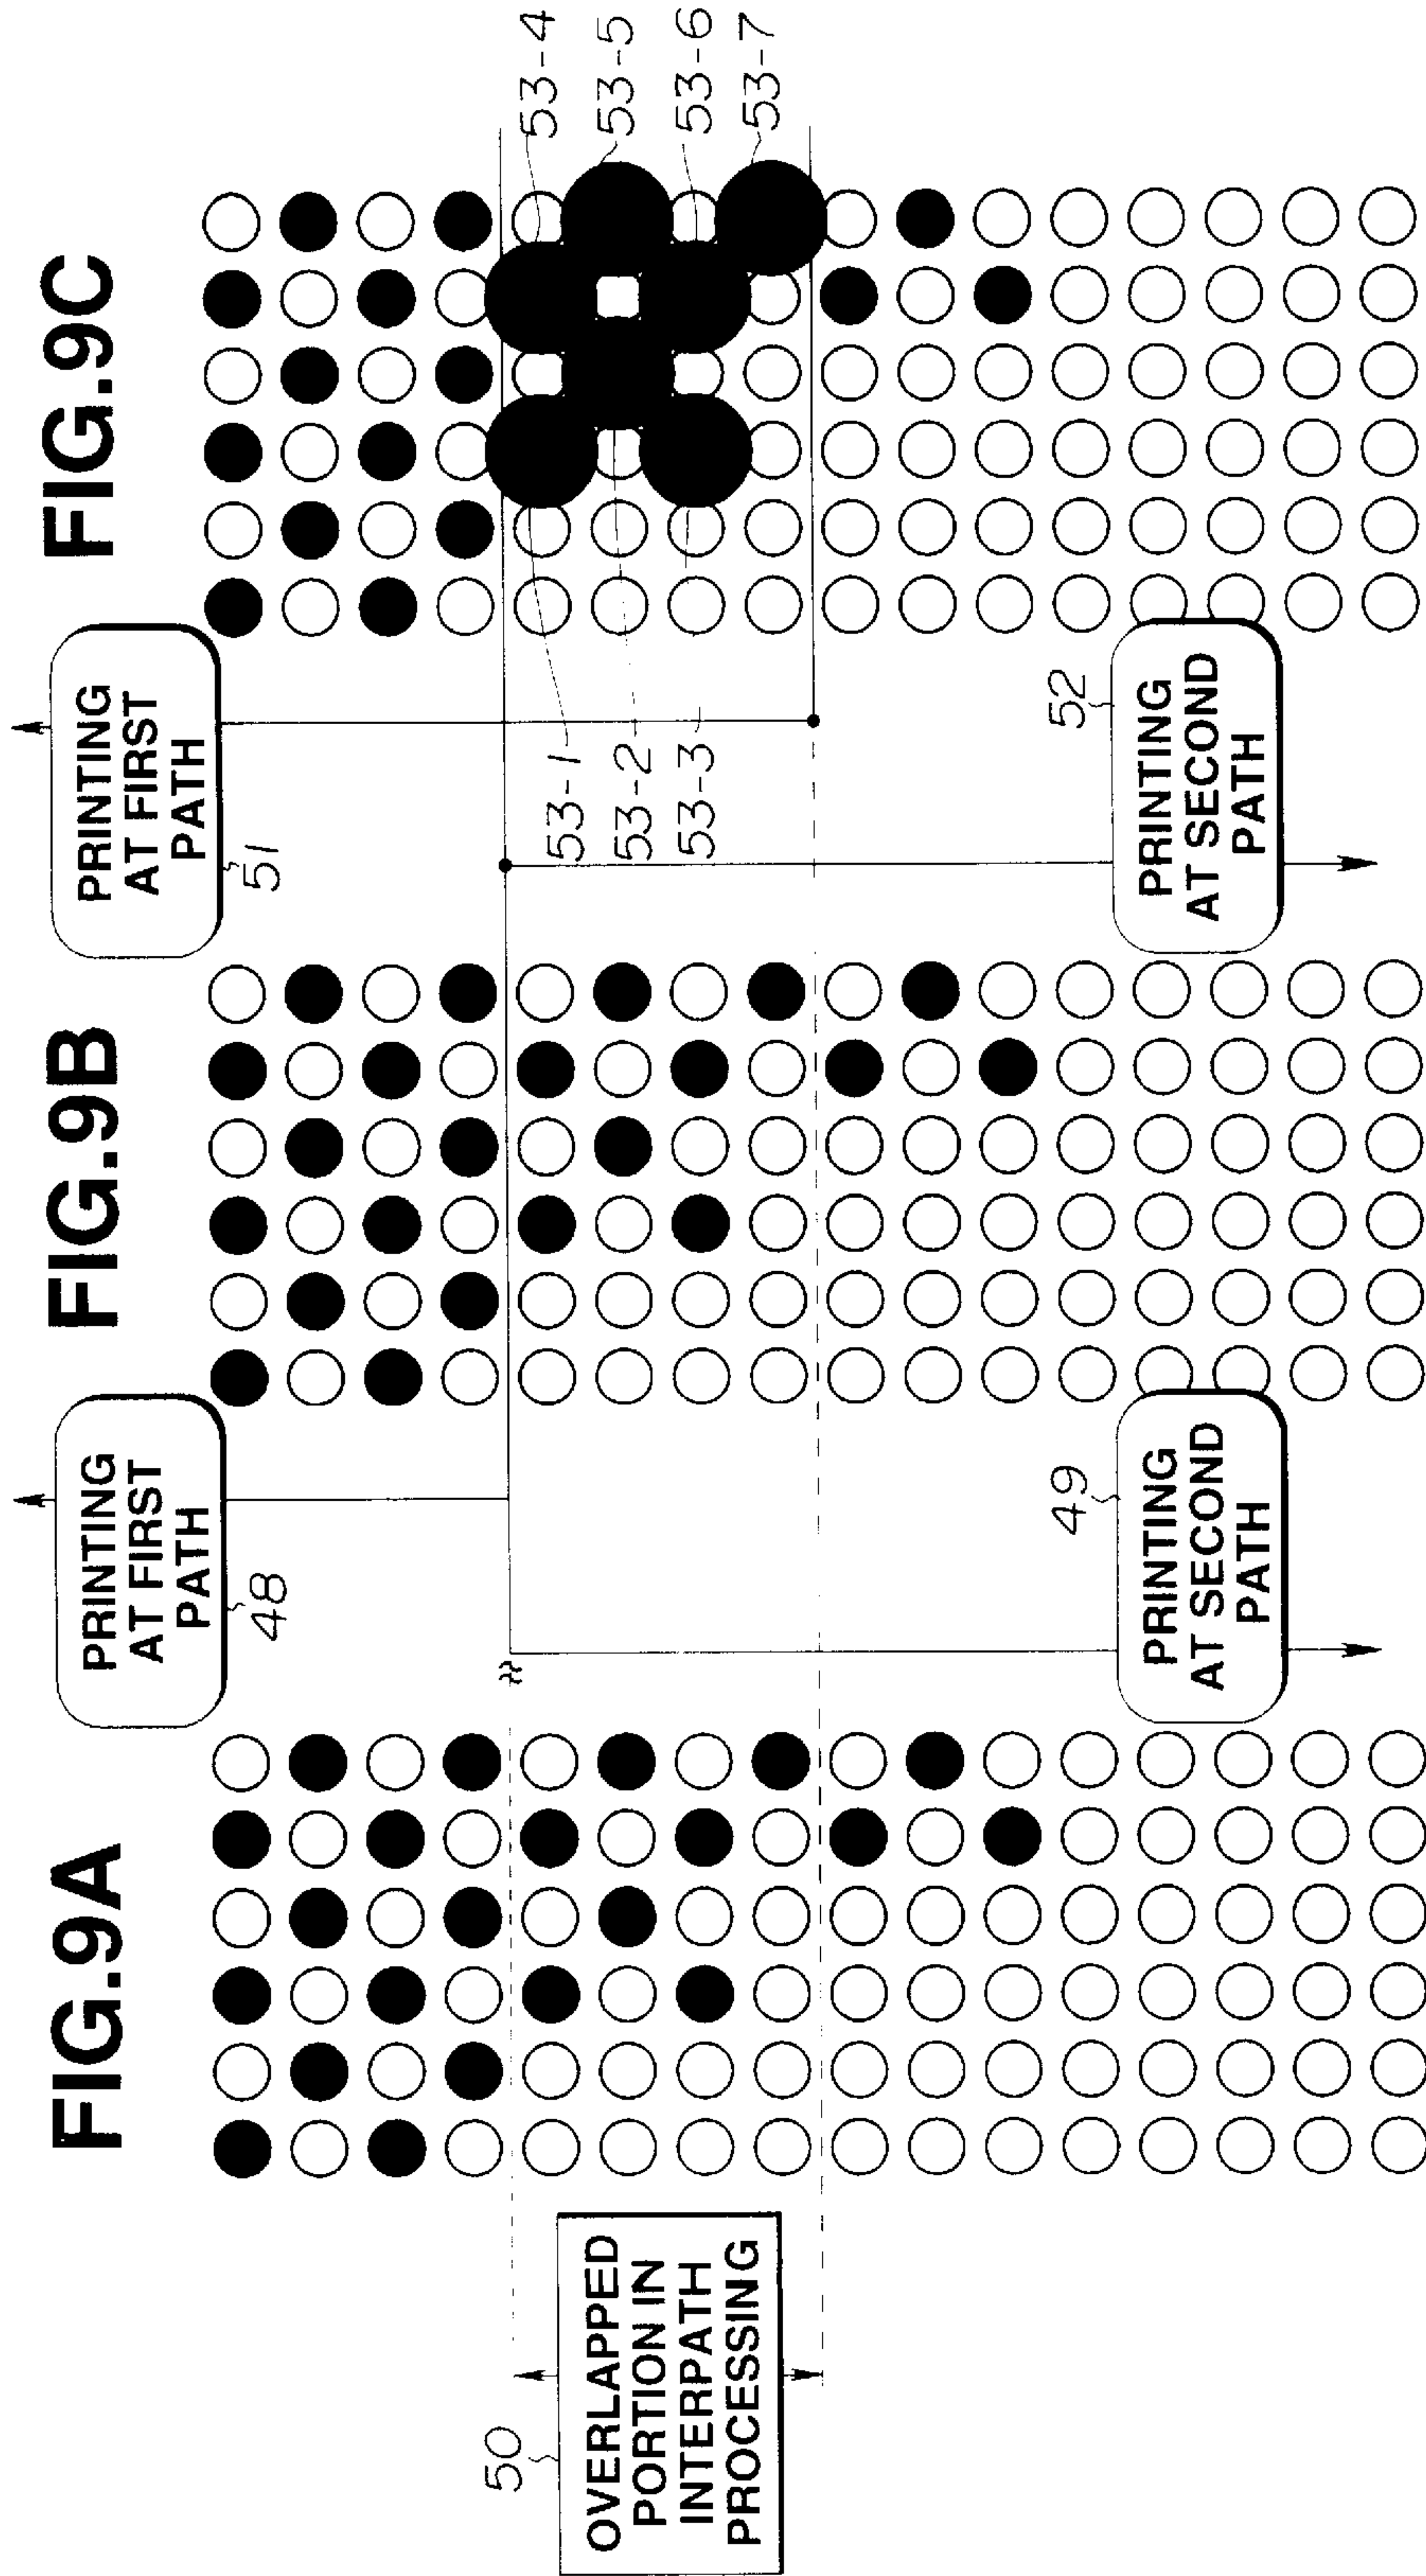 FIG.9A
FIG.9B
FIG.9C
50
OVERLAPPED
PORTION IN
INTERPATH
PROCESSING
48
PRINTING
AT FIRST
PATH
49
PRINTING
AT SECOND
PATH
51
PRINTING
AT FIRST
PATH
52
PRINTING
AT SECOND
PATH
53-1
53-2
53-3
53-4
53-5
53-6
53-7